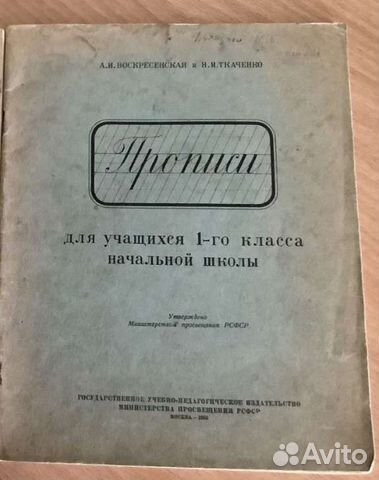 А.И. ВОСКРЕСЕНСКАЯ и Н.И. ТКАЧЕНКО
Прописи
для учащихся 1-го класса
начальной школы
Утверждено
Министерством просвещения РСФСР
ГОСУДАРСТВЕННОЕ УЧЕБНО-ПЕДАГОГИЧЕСКОЕ ИЗДАТЕЛЬСТВО
МИНИСТЕРСТВА ПРОСВЕЩЕНИЯ РСФСР
МОСКВА —
Avito